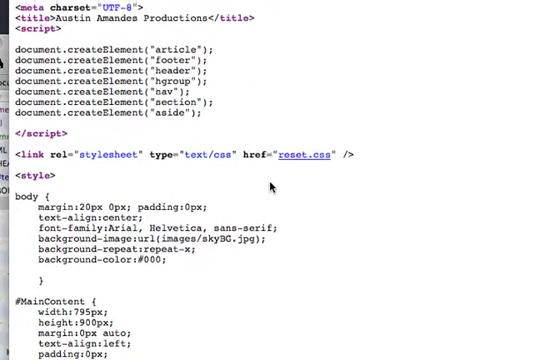 <meta charset="UTF-8">
<title>Austin Amandes Productions</title>
<script>
document.createElement("article");
document.createElement("footer");
document.createElement("header");
document.createElement("hgroup");
document.createElement("nav");
document.createElement("section");
document.createElement("aside");
</script>
<link rel="stylesheet" type="text/css" href="reset.css" />
<style>
body {
margin:20px 0px; padding:0px;
text-align:center;
font-family:Arial, Helvetica, sans-serif;
background-image:url(images/skyBG.jpg);
background-repeat:repeat-x;
background-color:#000;
}
#MainContent {
width:795px;
height:900px;
margin:0px auto;
text-align:left;
padding:0px;